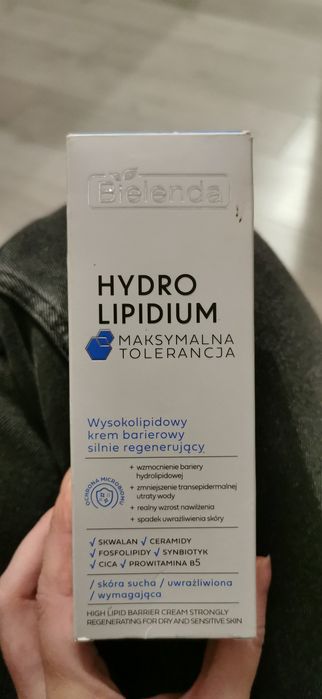 Bielenda
HYDRO
LIPIDIUM
MAKSYMALNA
TOLERANCJA
Wysokolipidowy
krem barierowy
silnie regenerujący
OCHRONA MICROBIOMU
+ wzmocnienie bariery
hydrolipidowej
+ zmniejszenie transepidermalnej
utraty wody
+ realny wzrost nawilżenia
+ spadek uwrażliwienia skóry
√ SKWALAN √ CERAMIDY
√ FOSFOLIPIDY √ SYNBIOTYK
√ CICA √ PROWITAMINA B5
/ skóra sucha / uwrażliwiona
/ wymagająca
HIGH LIPID BARRIER CREAM STRONGLY
REGENERATING FOR DRY AND SENSITIVE SKIN